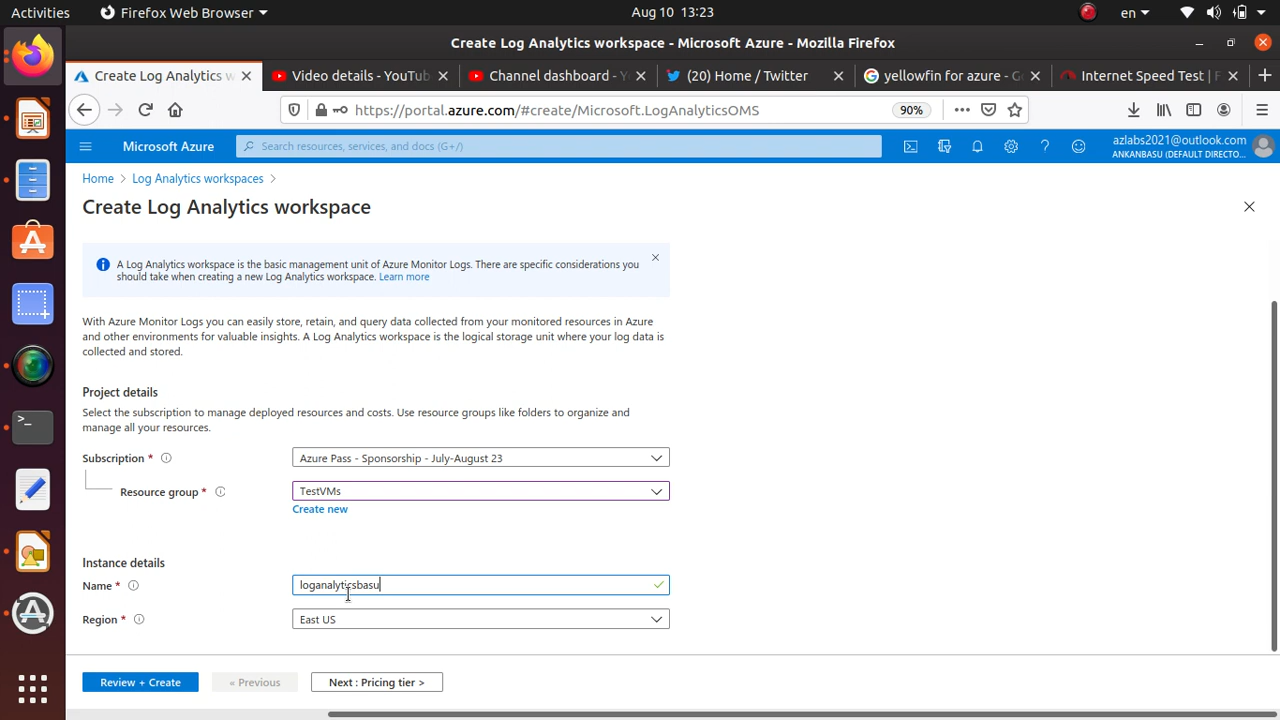 Activities
Firefox Web Browser
Aug 10 13:23
en
Create Log Analytics workspace - Microsoft Azure - Mozilla Firefox
Create Log Analytics w
Video details - YouTub
Channel dashboard - Y
(20) Home / Twitter
yellowfin for azure - G
Internet Speed Test | F
https://portal.azure.com/#create/Microsoft.LogAnalyticsOMS
90%
Microsoft Azure
Search resources, services, and docs (G+/)
azlabs2021@outlook.com
ANKANBASU (DEFAULT DIRECTO...
Home > Log Analytics workspaces >
Create Log Analytics workspace
A Log Analytics workspace is the basic management unit of Azure Monitor Logs. There are specific considerations you
should take when creating a new Log Analytics workspace. Learn more
With Azure Monitor Logs you can easily store, retain, and query data collected from your monitored resources in Azure
and other environments for valuable insights. A Log Analytics workspace is the logical storage unit where your log data is
collected and stored.
Project details
Select the subscription to manage deployed resources and costs. Use resource groups like folders to organize and
manage all your resources.
Subscription *
Azure Pass - Sponsorship - July-August 23
Resource group *
TestVMs
Create new
Instance details
Name *
loganalyticsbasu
Region *
East US
Review + Create
« Previous
Next : Pricing tier >